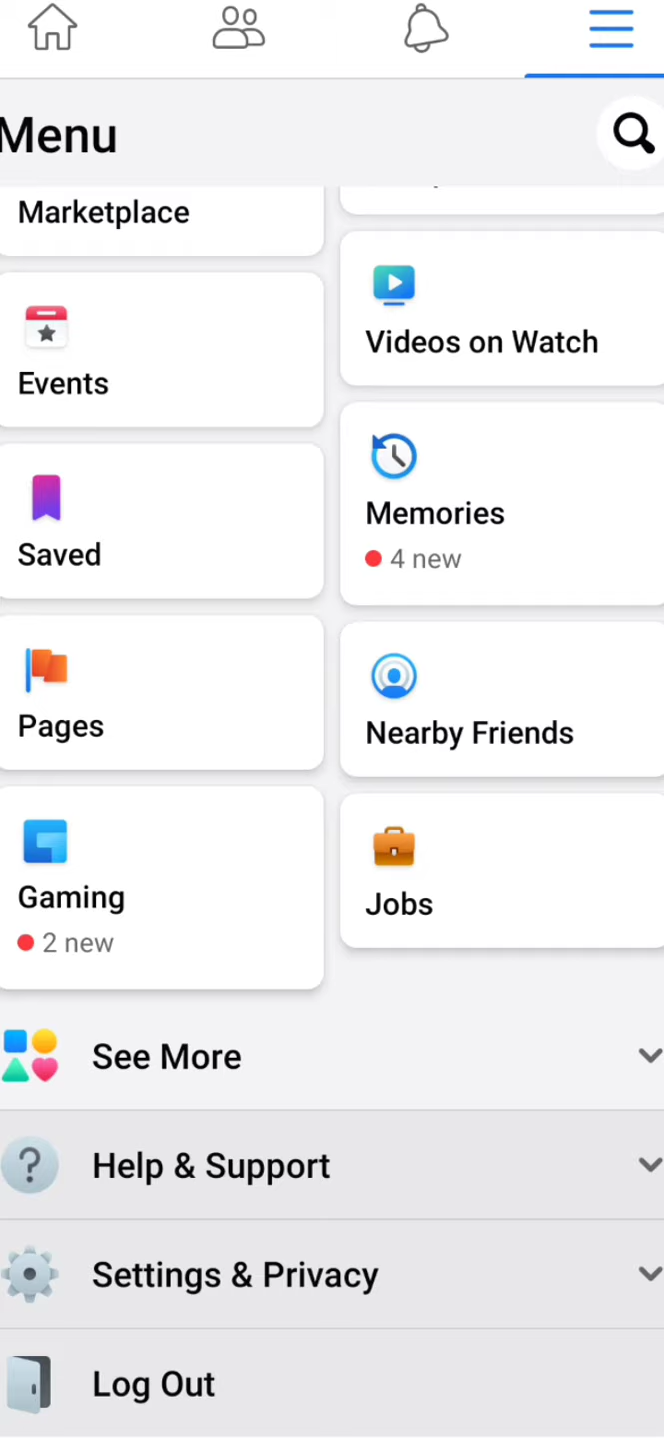 Menu
Marketplace
Events
Saved
Pages
Gaming
2 new
Videos on Watch
Memories
4 new
Nearby Friends
Jobs
See More
?
Help & Support
Settings & Privacy
Log Out